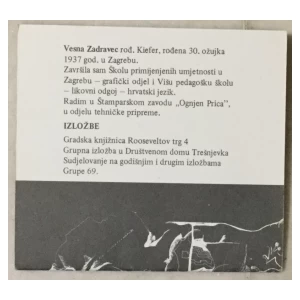 Vesna Zadravec rođ. Kiefer, rođena 30. ožujka
1937 god. u Zagrebu.
Završila sam Školu primijenjenih umjetnosti u
Zagrebu – grafički odjel i Višu pedagošku školu
– likovni odgoj – hrvatski jezik.
Radim u Štamparskom zavodu „Ognjen Prica",
u odjelu tehničke pripreme.
IZLOŽBE
Gradska knjižnica Rooseveltov trg 4
Grupna izložba u Društvenom domu Trešnjevka
Sudjelovanje na godišnjim i drugim izložbama
Grupe 69.